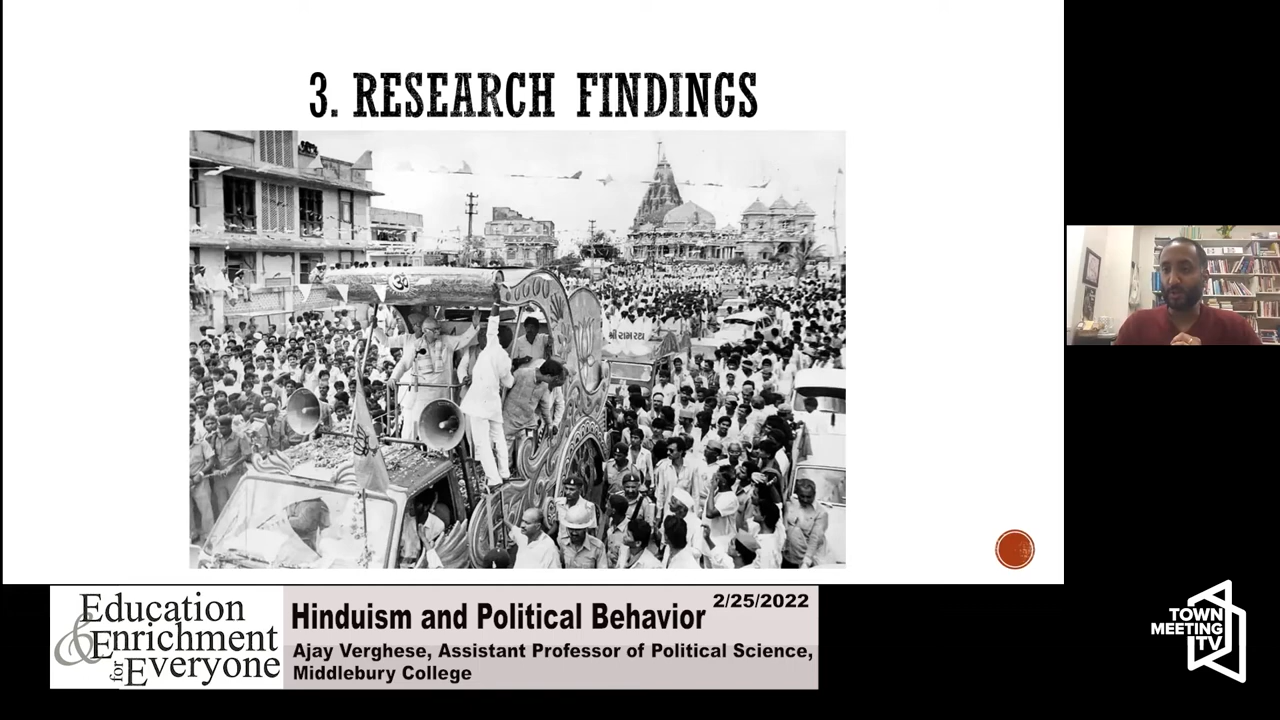 3. RESEARCH FINDINGS
ॐ
શ્રી રામ રથ
Education
& Enrichment
for Everyone
Hinduism and Political Behavior
2/25/2022
Ajay Verghese, Assistant Professor of Political Science,
Middlebury College
TOWN
MEETING
TV